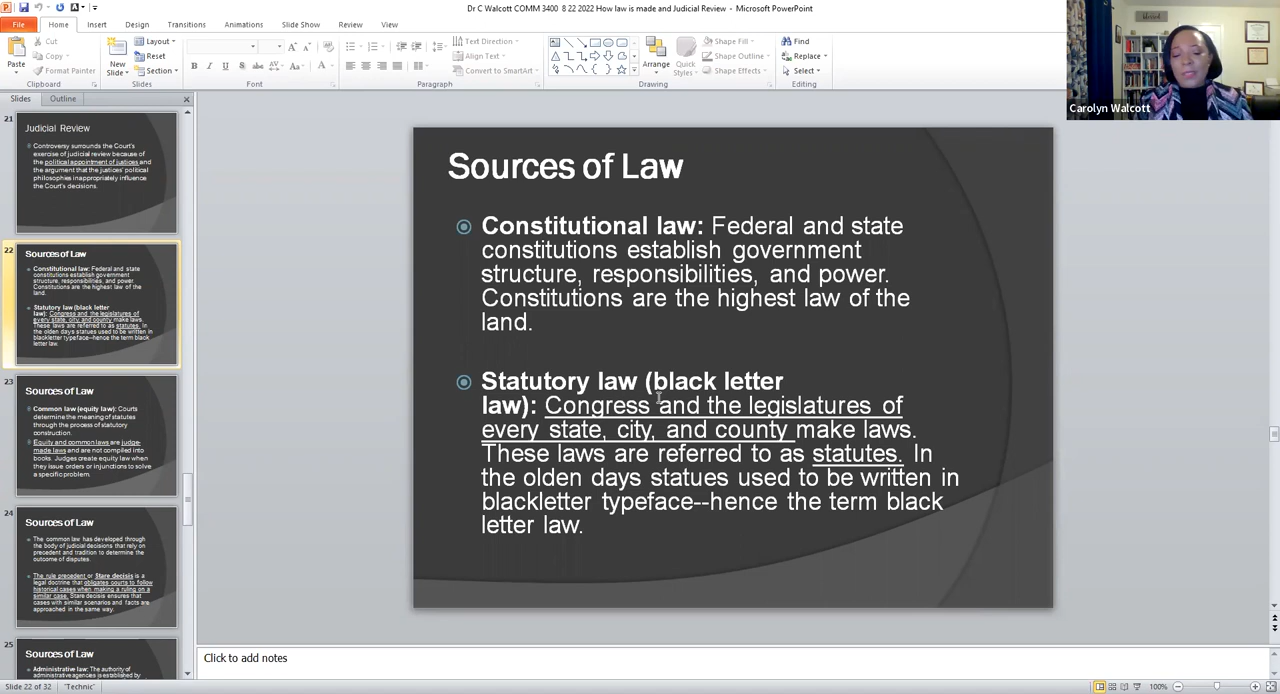 Dr C Walcott COMM 3400 8 22 2022 How law is made and Judicial Review - Microsoft PowerPoint
File Home Insert Design Transitions Animations Slide Show Review View
Paste
Cut
Copy
Format Painter
Clipboard
New
Slide
Layout
Reset
Section
Slides
Font
Paragraph
Text Direction
Align Text
Convert to SmartArt
Arrange
Quick
Styles
Shape Fill
Shape Outline
Shape Effects
Drawing
Find
Replace
Select
Editing
Carolyn Walcott
Slides Outline
21
Judicial Review
Controversy surrounds the Court's
exercise of judicial review because of
the political appointment of justices and
the argument that the justices' political
philosophies inappropriately influence
the Court's decisions.
22
Sources of Law
Constitutional law: Federal and state
constitutions establish government
structure, responsibilities, and power.
Constitutions are the highest law of the
land.
Statutory law (black letter
law): Congress and the legislatures of
every state, city, and county make laws.
These laws are referred to as statutes. In
the olden days statues used to be written in
blackletter typeface--hence the term black
letter law.
23
Sources of Law
Common law (equity law): Courts
determine the meaning of statutes
through the process of statutory
construction.
Equity and common laws are judge-
made laws and are not compiled into
books. Judges create equity law when
they issue orders or injunctions to solve
a specific problem.
24
Sources of Law
The common law has developed through
the body of judicial decisions that rely on
precedent and tradition to determine the
outcome of disputes.
The rule precedent or Stare decisis is a
legal doctrine that obligates courts to follow
historical cases when making a ruling on a
similar case. Stare decisis ensures that
cases with similar scenarios and facts are
approached in the same way.
25
Sources of Law
Administrative law: The authority of
administrative agencies is established by
Sources of Law
Constitutional law: Federal and state
constitutions establish government
structure, responsibilities, and power.
Constitutions are the highest law of the
land.
Statutory law (black letter
law): Congress and the legislatures of
every state, city, and county make laws.
These laws are referred to as statutes. In
the olden days statues used to be written in
blackletter typeface--hence the term black
letter law.
Click to add notes
Slide 22 of 32 "Technic" 100%